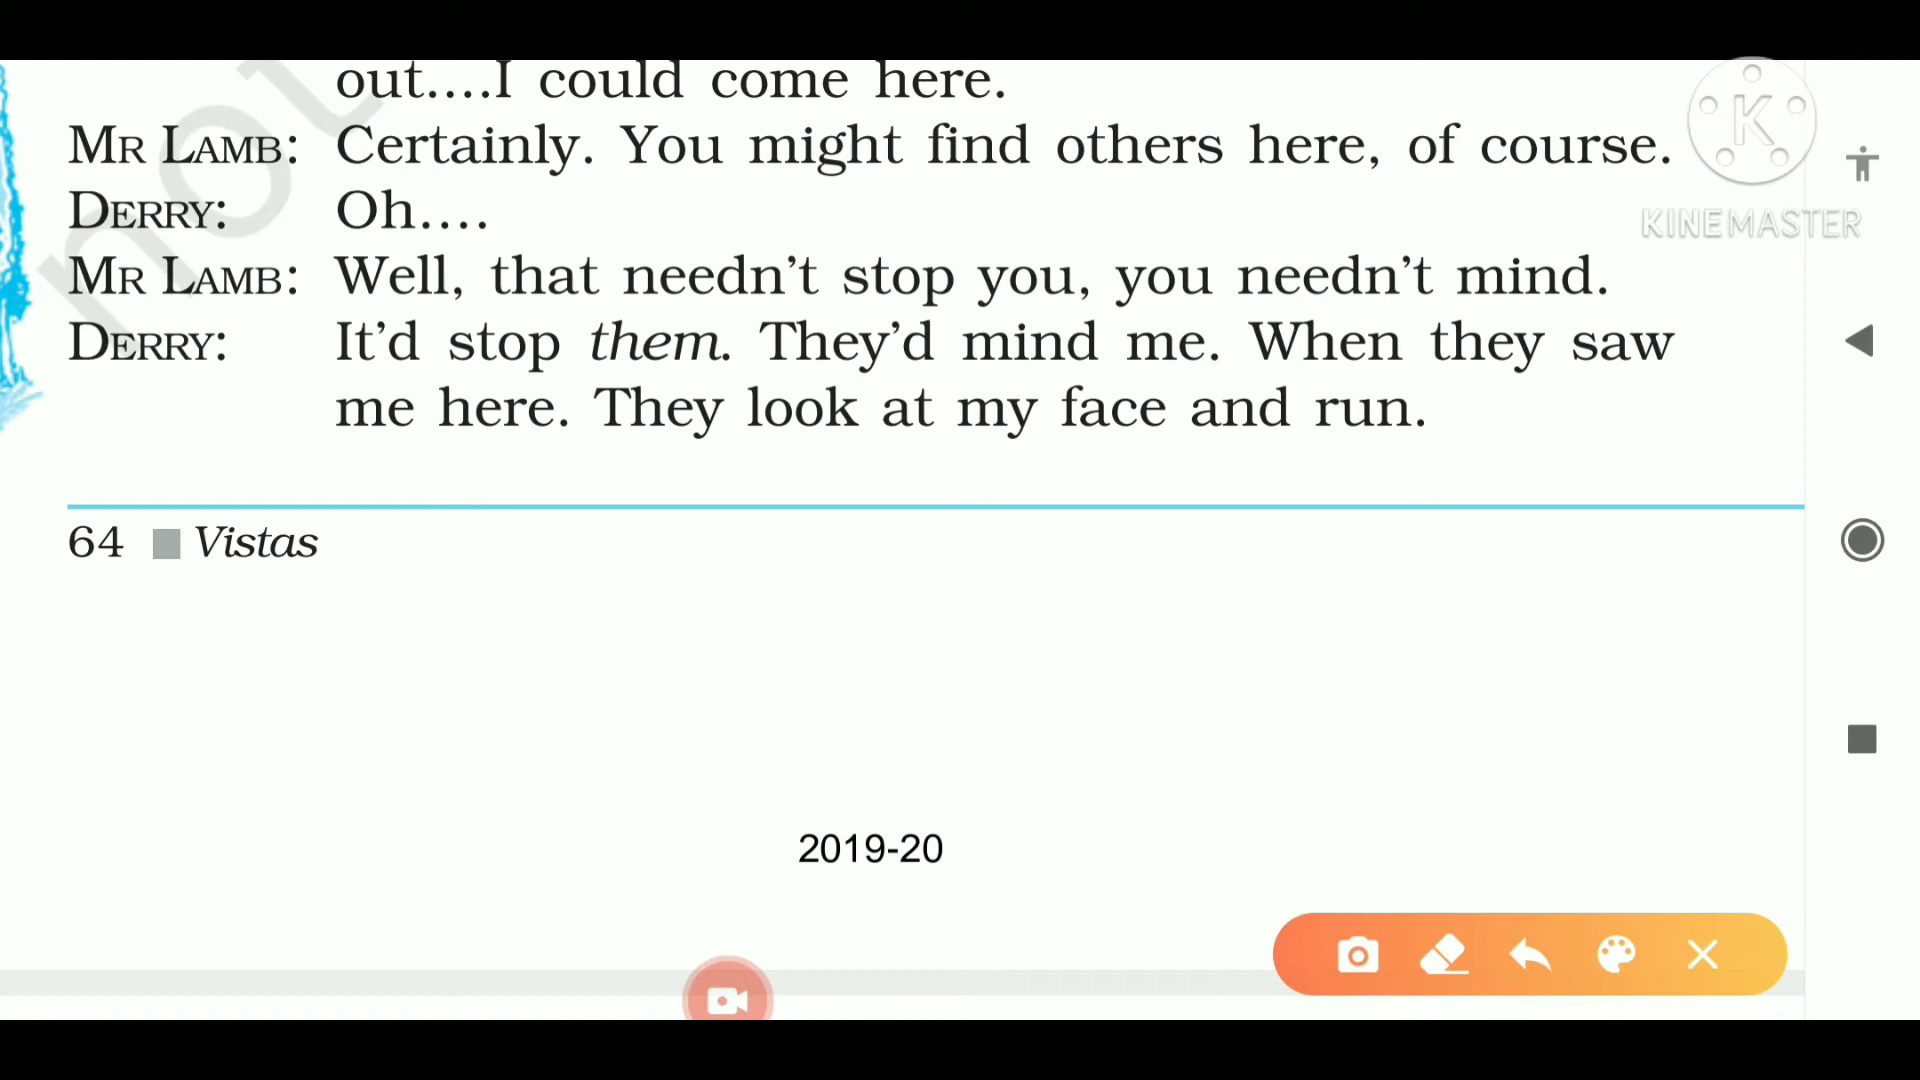 out....I could come here.
MR LAMB: Certainly. You might find others here, of course.
DERRY: Oh....
MR LAMB: Well, that needn't stop you, you needn't mind.
DERRY: It'd stop them. They'd mind me. When they saw
me here. They look at my face and run.
64 Vistas
2019-20
K
KINEMASTER
not